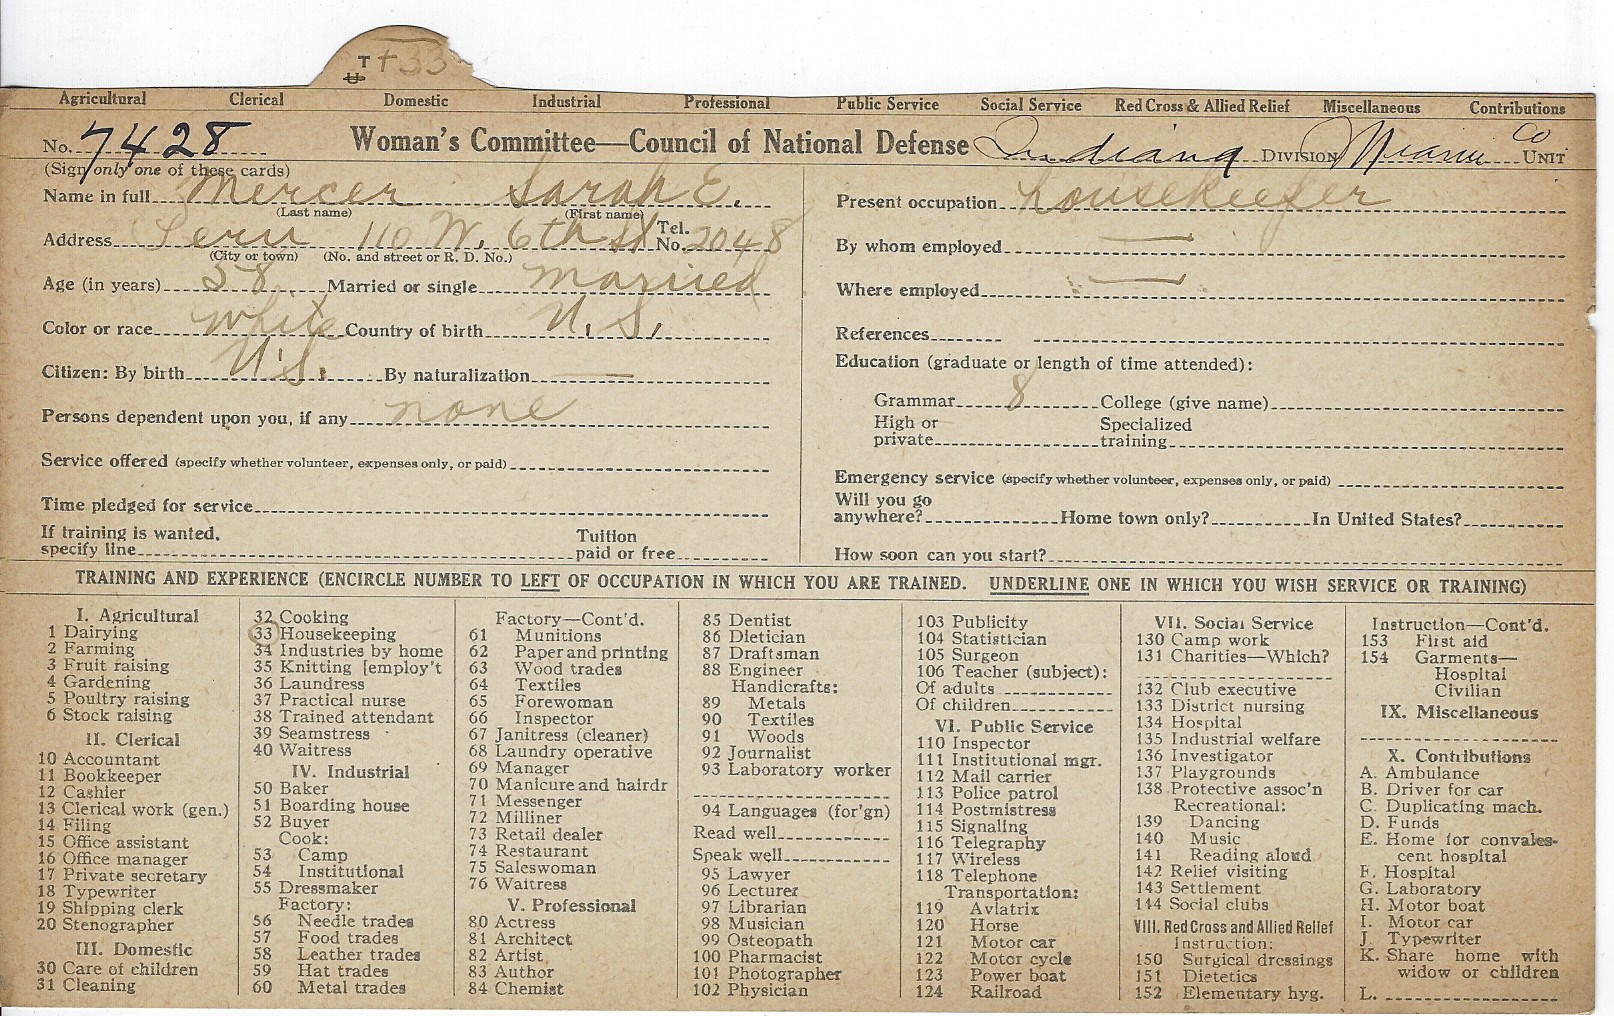 T + 33
U
Agricultural Clerical Domestic Industrial Professional Public Service Social Service Red Cross & Allied Relief Miscellaneous Contributions
No. 7428 Woman's Committee—Council of National Defense Indiana DIVISION Miami Co UNIT
(Sign only one of these cards)
Name in full Mercer Sarah E.
(Last name) (First name)
Address Peru 110 W. 6th St Tel. No. 2048
(City or town) (No. and street or R. D. No.)
Age (in years) 58 Married or single married
Color or race white Country of birth U.S.
Citizen: By birth U.S. By naturalization —
Persons dependent upon you, if any none
Service offered (specify whether volunteer, expenses only, or paid)
Time pledged for service
If training is wanted, Tuition
specify line paid or free
Present occupation housekeeper
By whom employed —
Where employed —
References
Education (graduate or length of time attended):
Grammar 8 College (give name)
High or Specialized
private training
Emergency service (specify whether volunteer, expenses only, or paid)
Will you go
anywhere? Home town only? In United States?
How soon can you start?
TRAINING AND EXPERIENCE (ENCIRCLE NUMBER TO LEFT OF OCCUPATION IN WHICH YOU ARE TRAINED. UNDERLINE ONE IN WHICH YOU WISH SERVICE OR TRAINING)
I. Agricultural
1 Dairying
2 Farming
3 Fruit raising
4 Gardening
5 Poultry raising
6 Stock raising
II. Clerical
10 Accountant
11 Bookkeeper
12 Cashier
13 Clerical work (gen.)
14 Filing
15 Office assistant
16 Office manager
17 Private secretary
18 Typewriter
19 Shipping clerk
20 Stenographer
III. Domestic
30 Care of children
31 Cleaning
32 Cooking
33 Housekeeping
34 Industries by home
35 Knitting [employ't
36 Laundress
37 Practical nurse
38 Trained attendant
39 Seamstress
40 Waitress
IV. Industrial
50 Baker
51 Boarding house
52 Buyer
Cook:
53 Camp
54 Institutional
55 Dressmaker
Factory:
56 Needle trades
57 Food trades
58 Leather trades
59 Hat trades
60 Metal trades
Factory—Cont'd.
61 Munitions
62 Paper and printing
63 Wood trades
64 Textiles
65 Forewoman
66 Inspector
67 Janitress (cleaner)
68 Laundry operative
69 Manager
70 Manicure and hairdr
71 Messenger
72 Milliner
73 Retail dealer
74 Restaurant
75 Saleswoman
76 Waitress
V. Professional
80 Actress
81 Architect
82 Artist
83 Author
84 Chemist
85 Dentist
86 Dietician
87 Draftsman
88 Engineer
Handicrafts:
89 Metals
90 Textiles
91 Woods
92 Journalist
93 Laboratory worker
94 Languages (for'gn)
Read well
Speak well
95 Lawyer
96 Lecturer
97 Librarian
98 Musician
99 Osteopath
100 Pharmacist
101 Photographer
102 Physician
103 Publicity
104 Statistician
105 Surgeon
106 Teacher (subject):
Of adults
Of children
VI. Public Service
110 Inspector
111 Institutional mgr.
112 Mail carrier
113 Police patrol
114 Postmistress
115 Signaling
116 Telegraphy
117 Wireless
118 Telephone
Transportation:
119 Aviatrix
120 Horse
121 Motor car
122 Motor cycle
123 Power boat
124 Railroad
VII. Social Service
130 Camp work
131 Charities—Which?
132 Club executive
133 District nursing
134 Hospital
135 Industrial welfare
136 Investigator
137 Playgrounds
138 Protective assoc'n
Recreational:
139 Dancing
140 Music
141 Reading aloud
142 Relief visiting
143 Settlement
144 Social clubs
VIII. Red Cross and Allied Relief
Instruction:
150 Surgical dressings
151 Dietetics
152 Elementary hyg.
Instruction—Cont'd.
153 First aid
154 Garments—
Hospital
Civilian
IX. Miscellaneous
X. Contributions
A. Ambulance
B. Driver for car
C. Duplicating mach.
D. Funds
E. Home for convales-
cent hospital
F. Hospital
G. Laboratory
H. Motor boat
I. Motor car
J. Typewriter
K. Share home with
widow or children
L.